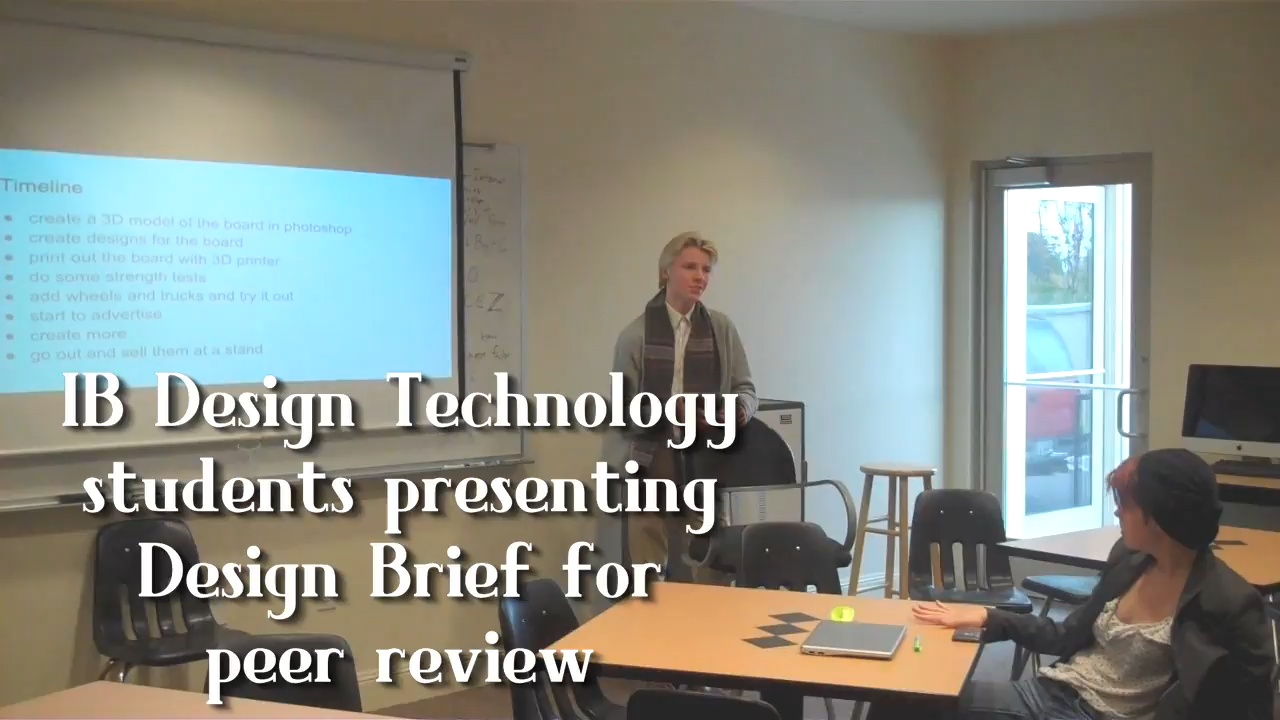 Timeline
create a 3D model of the board in photoshop
create designs for the board
print out the board with 3D printer
do some strength tests
add wheels and trucks and try it out
start to advertise
create more
go out and sell them at a stand
IB Design Technology
students presenting
Design Brief for
peer review